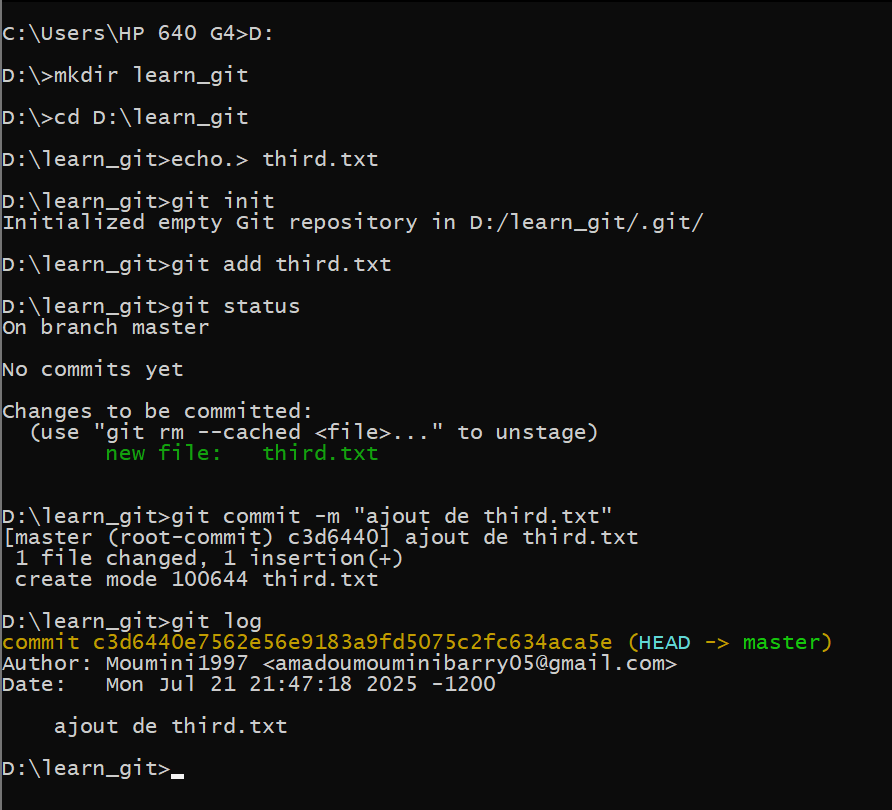 C:\Users\HP 640 G4>D:
D:\>mkdir learn_git
D:\>cd D:\learn_git
D:\learn_git>echo.> third.txt
D:\learn_git>git init
Initialized empty Git repository in D:/learn_git/.git/
D:\learn_git>git add third.txt
D:\learn_git>git status
On branch master
No commits yet
Changes to be committed:
  (use "git rm --cached <file>..." to unstage)
        new file:   third.txt
D:\learn_git>git commit -m "ajout de third.txt"
[master (root-commit) c3d6440] ajout de third.txt
 1 file changed, 1 insertion(+)
 create mode 100644 third.txt
D:\learn_git>git log
commit c3d6440e7562e56e9183a9fd5075c2fc634aca5e (HEAD -> master)
Author: Moumini1997 <amadoumouminibarry05@gmail.com>
Date:   Mon Jul 21 21:47:18 2025 -1200
    ajout de third.txt
D:\learn_git>